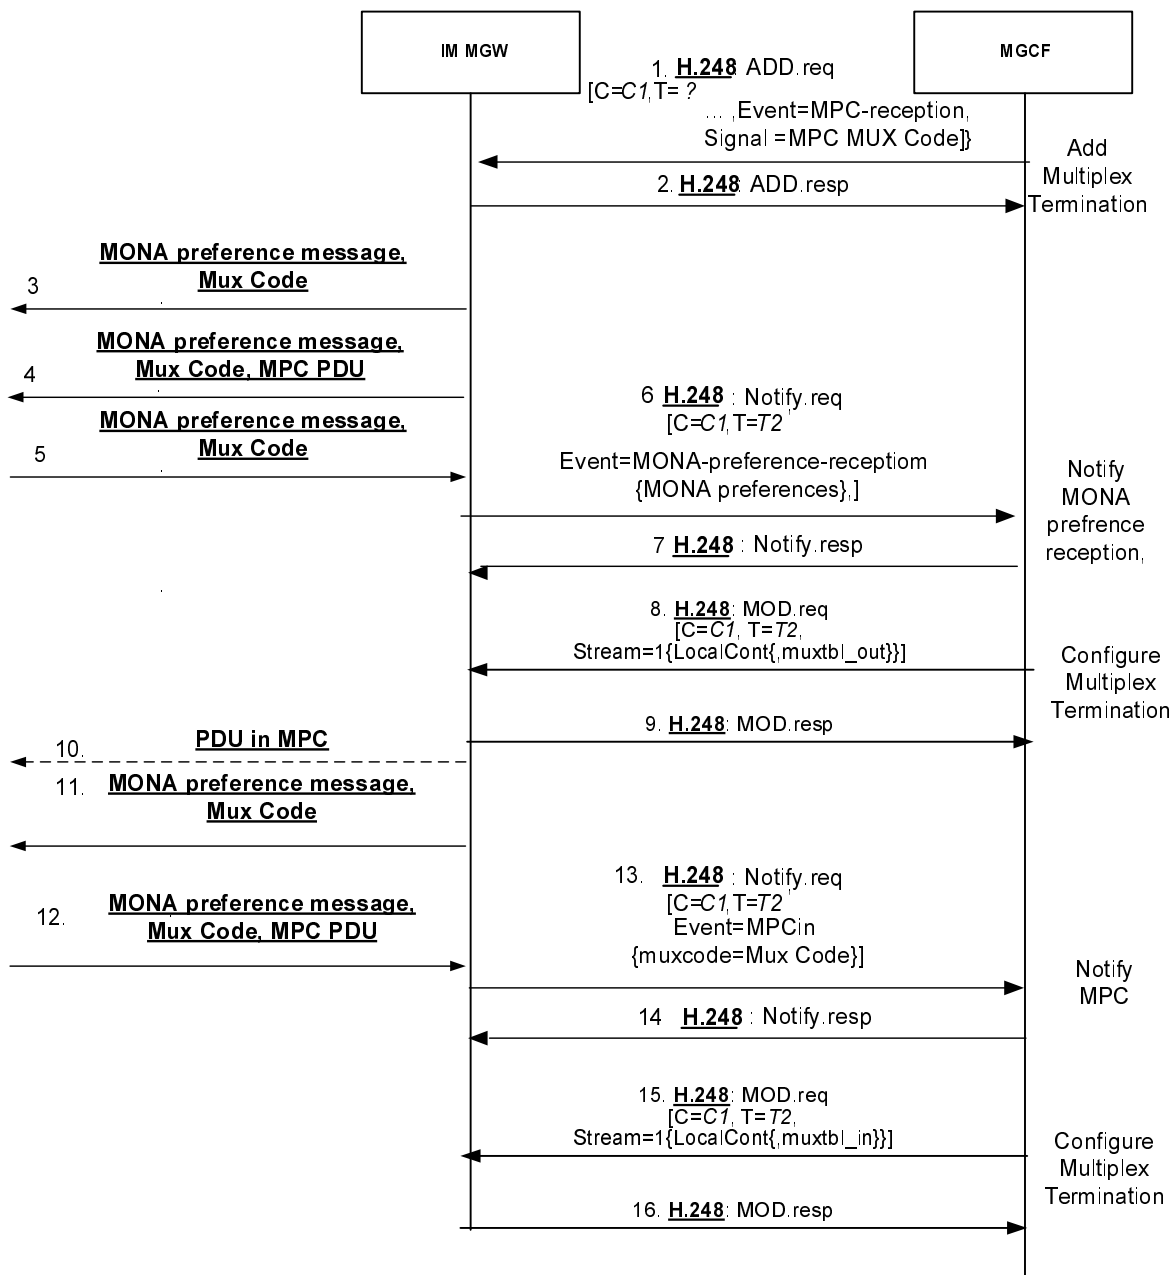 IM MGW
MGCF
1. H.248: ADD.req
[C=C1,T= ?
... ,Event=MPC-reception,
Signal =MPC MUX Code]}
Add
Multiplex
Termination
2. H.248: ADD.resp
MONA preference message,
Mux Code
3
MONA preference message,
Mux Code, MPC PDU
4
MONA preference message,
Mux Code
5
6 H.248 : Notify.req
[C=C1,T=T2,
Event=MONA-preference-receptiom
{MONA preferences},]
Notify
MONA
prefrence
reception,
7 H.248 : Notify.resp
8. H.248: MOD.req
[C=C1, T=T2,
Stream=1{LocalCont{,muxtbl_out}}]
Configure
Multiplex
Termination
9. H.248: MOD.resp
10. PDU in MPC
11. MONA preference message,
Mux Code
12. MONA preference message,
Mux Code, MPC PDU
13. H.248 : Notify.req
[C=C1,T=T2,
Event=MPCin
{muxcode=Mux Code}]
Notify
MPC
14 H.248 : Notify.resp
15. H.248: MOD.req
[C=C1, T=T2,
Stream=1{LocalCont{,muxtbl_in}}]
Configure
Multiplex
Termination
16. H.248: MOD.resp